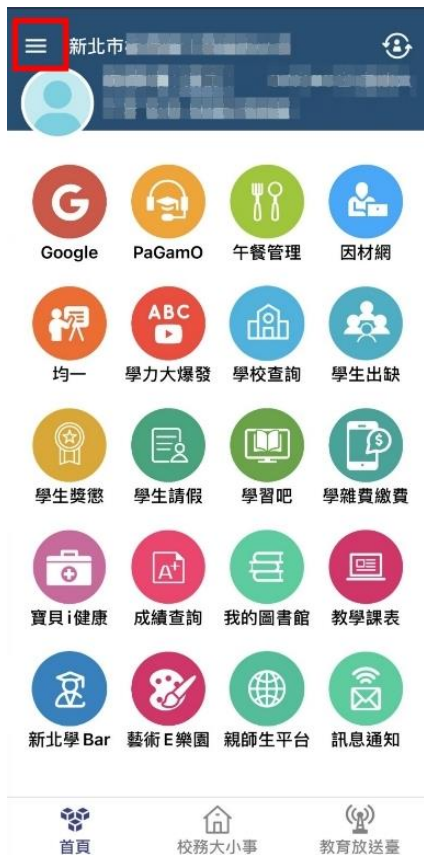 新北市
Google PaGamO 午餐管理 因材網
ABC
均一 學力大爆發 學校查詢 學生出缺
學生獎懲 學生請假 學習吧 學雜費繳費
A+
寶貝i健康 成績查詢 我的圖書館 教學課表
新北學Bar 藝術E樂園 親師生平台 訊息通知
首頁 校務大小事 教育放送臺